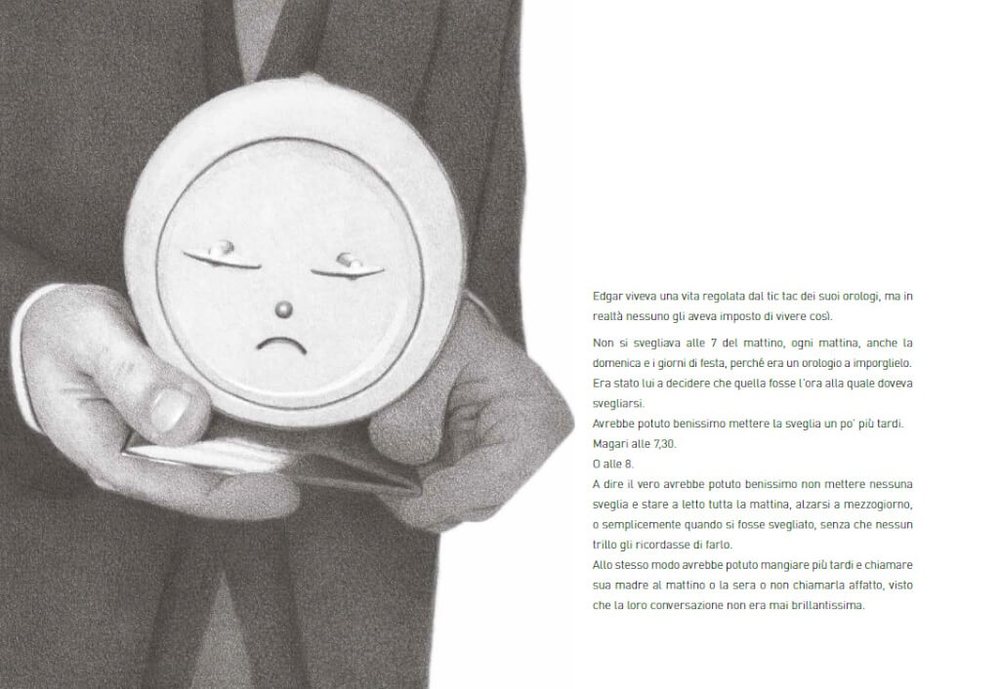 Edgar viveva una vita regolata dal tic tac dei suoi orologi, ma in
realtà nessuno gli aveva imposto di vivere così.
Non si svegliava alle 7 del mattino, ogni mattina, anche la
domenica e i giorni di festa, perché era un orologio a imporglielo.
Era stato lui a decidere che quella fosse l'ora alla quale doveva
svegliarsi.
Avrebbe potuto benissimo mettere la sveglia un po' più tardi.
Magari alle 7,30.
O alle 8.
A dire il vero avrebbe potuto benissimo non mettere nessuna
sveglia e stare a letto tutta la mattina, alzarsi a mezzogiorno,
o semplicemente quando si fosse svegliato, senza che nessun
trillo gli ricordasse di farlo.
Allo stesso modo avrebbe potuto mangiare più tardi e chiamare
sua madre al mattino o la sera o non chiamarla affatto, visto
che la loro conversazione non era mai brillantissima.